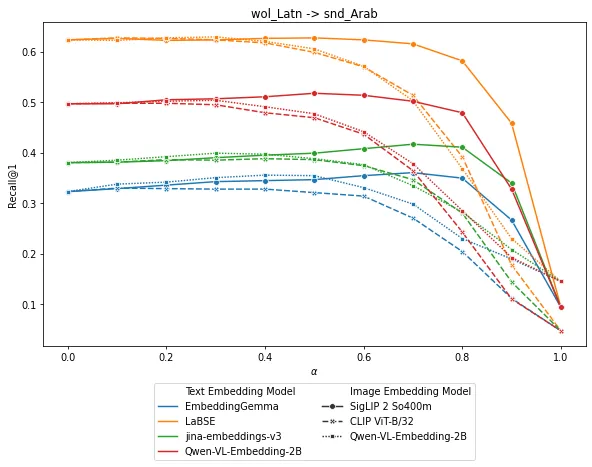 wol_Latn -> snd_Arab
Recall@1
0.6
0.5
0.4
0.3
0.2
0.1
0.0 0.2 0.4 0.6 0.8 1.0
α
Text Embedding Model Image Embedding Model
EmbeddingGemma SigLIP 2 So400m
LaBSE CLIP ViT-B/32
jina-embeddings-v3 Qwen-VL-Embedding-2B
Qwen-VL-Embedding-2B